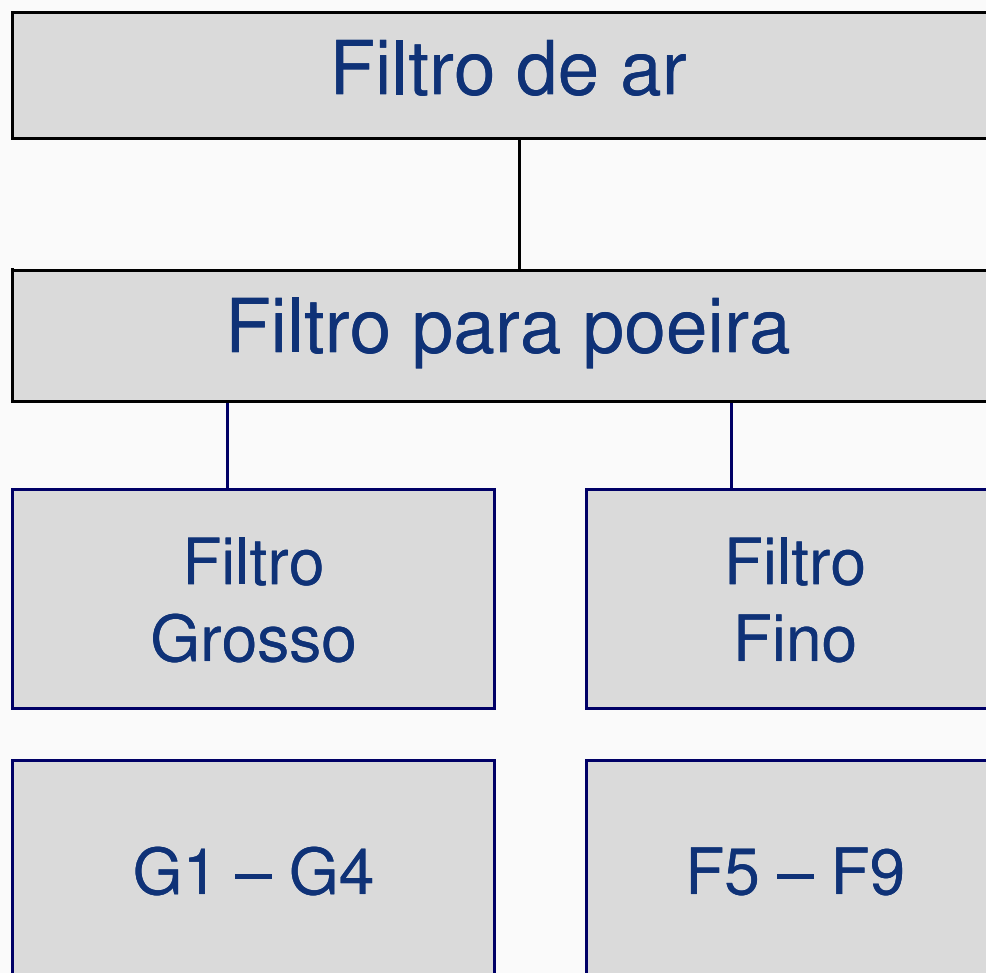 Filtro de ar
Filtro para poeira
Filtro
Grosso
Filtro
Fino
G1 – G4
F5 – F9